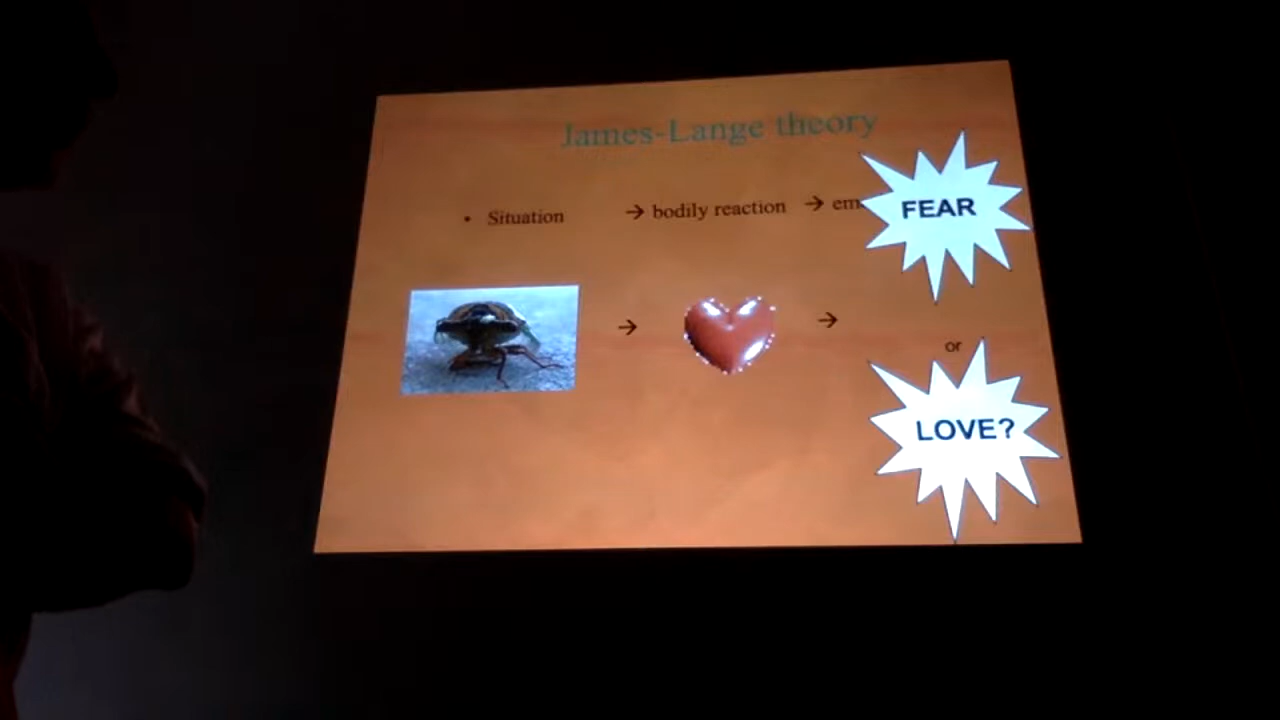 James-Lange theory
• Situation → bodily reaction → em
FEAR
→ →
or
LOVE?